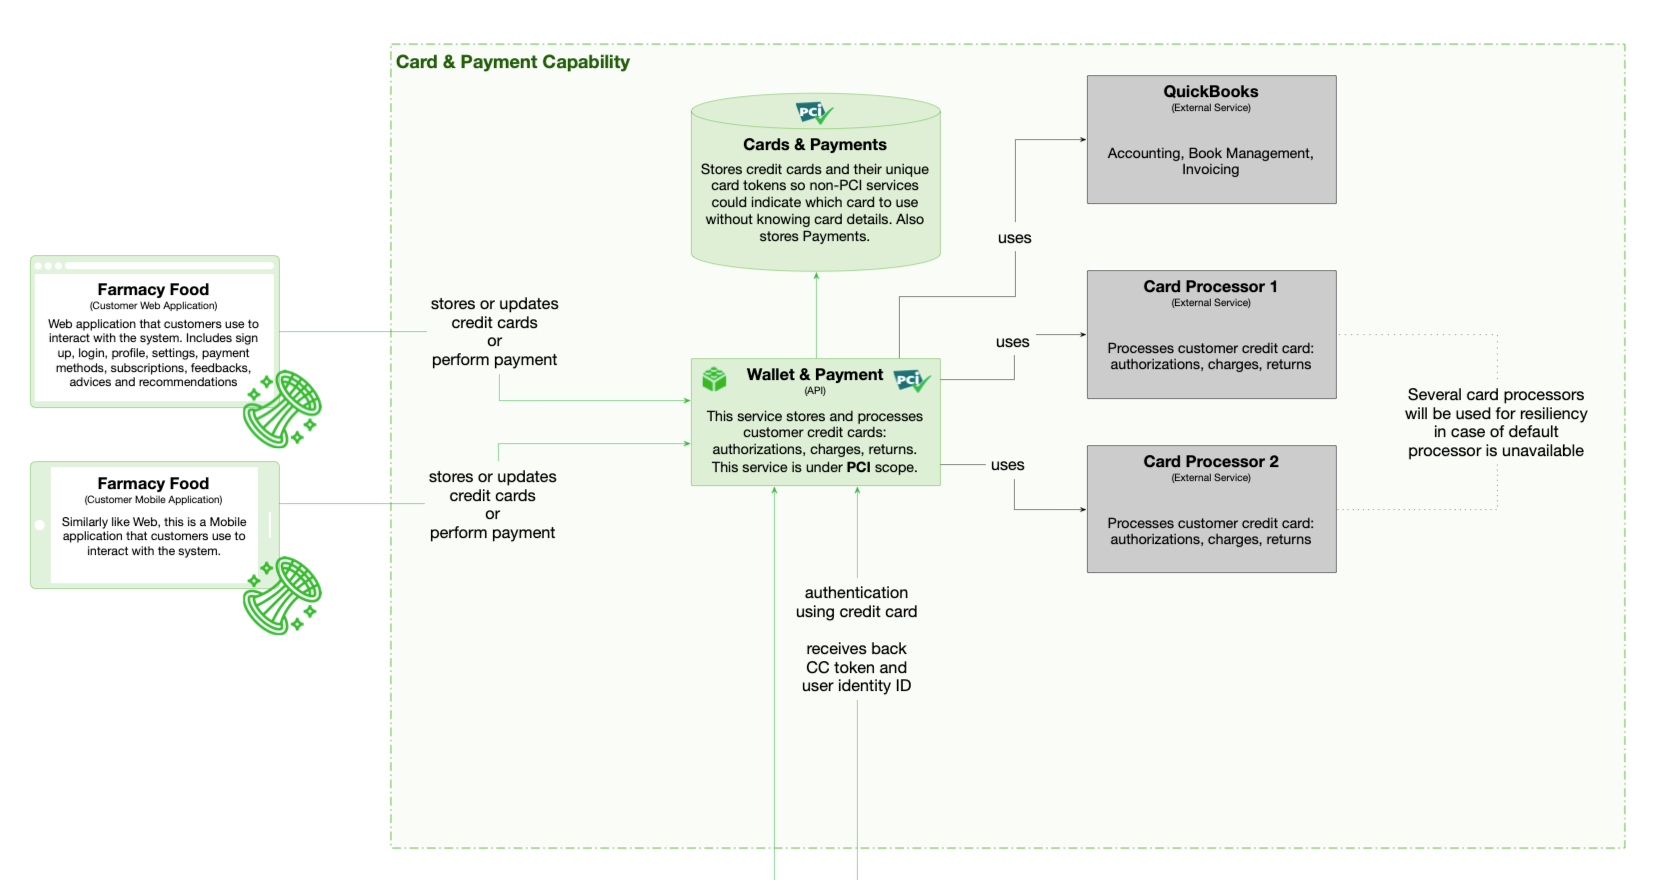 Card & Payment Capability
PCi
Cards & Payments
Stores credit cards and their unique
card tokens so non-PCI services
could indicate which card to use
without knowing card details. Also
stores Payments.
QuickBooks
(External Service)
Accounting, Book Management,
Invoicing
uses
Farmacy Food
(Customer Web Application)
Web application that customers use to
interact with the system. Includes sign
up, login, profile, settings, payment
methods, subscriptions, feedbacks,
advices and recommendations
stores or updates
credit cards
or
perform payment
Card Processor 1
(External Service)
Processes customer credit card:
authorizations, charges, returns
uses
Wallet & Payment
PCi
(API)
This service stores and processes
customer credit cards:
authorizations, charges, returns.
This service is under PCI scope.
Several card processors
will be used for resiliency
in case of default
processor is unavailable
uses
Card Processor 2
(External Service)
Processes customer credit card:
authorizations, charges, returns
Farmacy Food
(Customer Mobile Application)
Similarly like Web, this is a Mobile
application that customers use to
interact with the system.
stores or updates
credit cards
or
perform payment
authentication
using credit card
receives back
CC token and
user identity ID